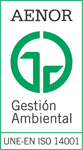 AENOR
Gestión
Ambiental
UNE-EN ISO 14001